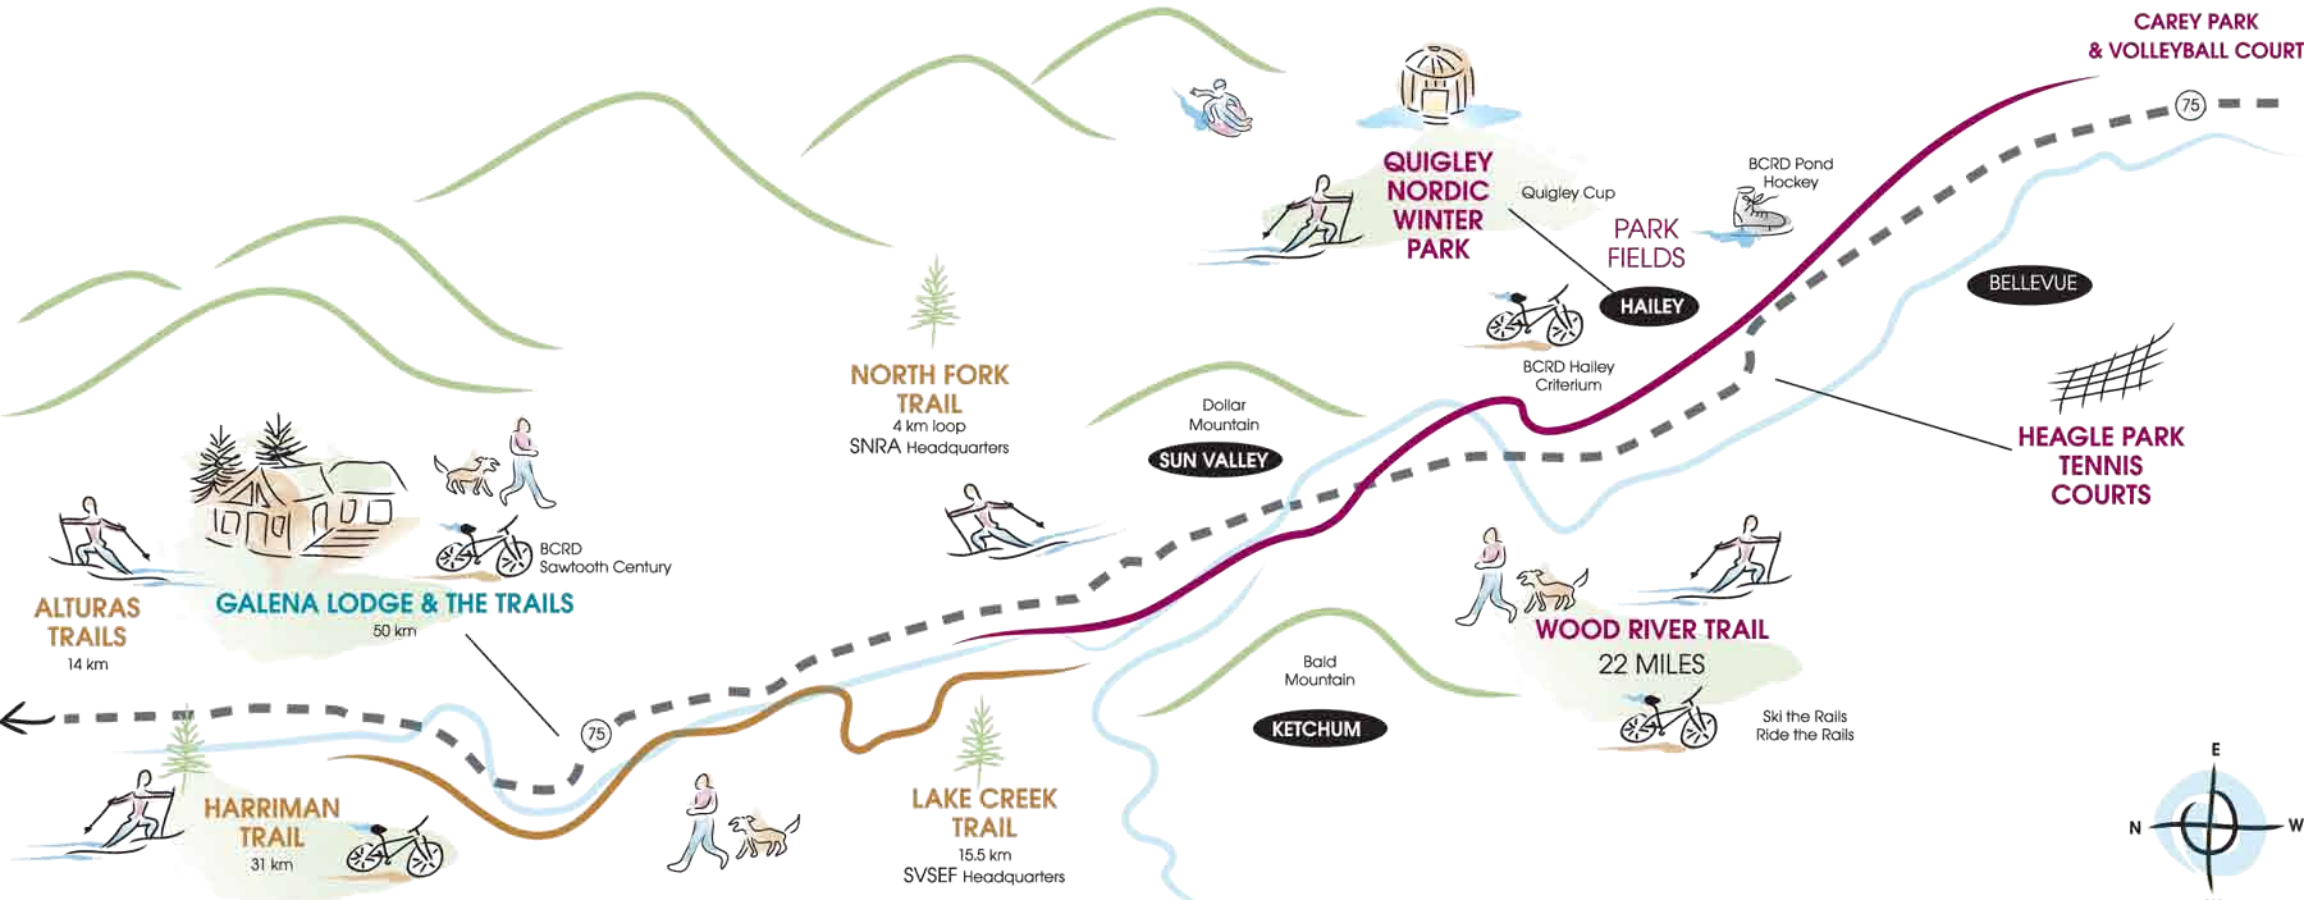 CAREY PARK
& VOLLEYBALL COURT
75
QUIGLEY
NORDIC
WINTER
PARK
Quigley Cup
BCRD Pond
Hockey
PARK
FIELDS
HAILEY
BELLEVUE
BCRD Hailey
Criterium
NORTH FORK
TRAIL
4 km loop
SNRA Headquarters
Dollar
Mountain
SUN VALLEY
HEAGLE PARK
TENNIS
COURTS
BCRD
Sawtooth Century
ALTURAS
TRAILS
14 km
GALENA LODGE & THE TRAILS
50 km
WOOD RIVER TRAIL
22 MILES
Bald
Mountain
KETCHUM
Ski the Rails
Ride the Rails
75
HARRIMAN
TRAIL
31 km
LAKE CREEK
TRAIL
15.5 km
SVSEF Headquarters
E
N
W